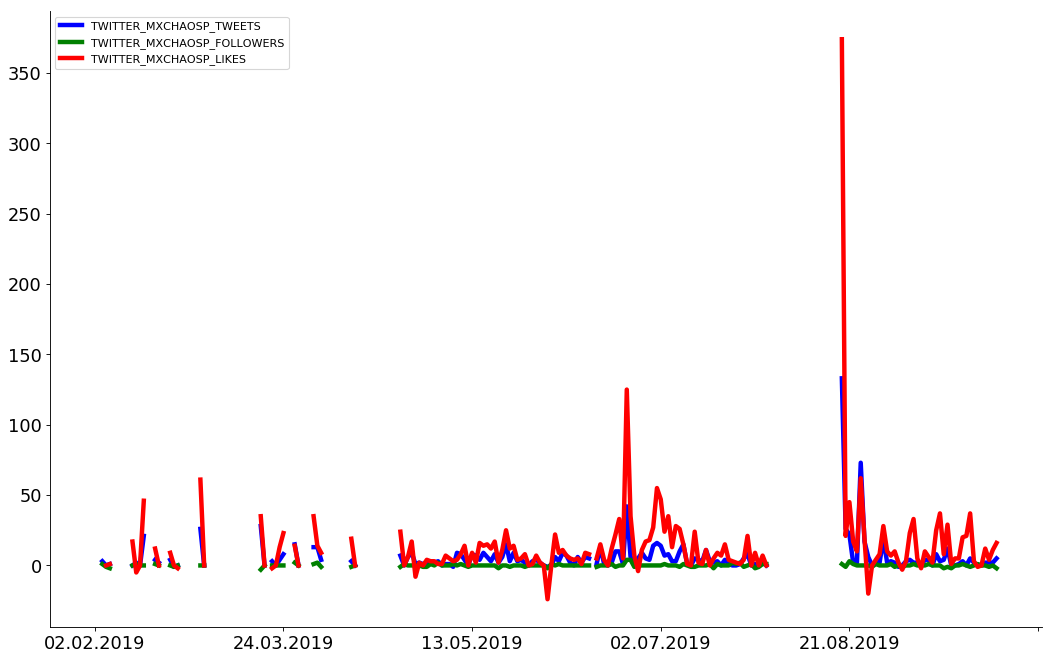 TWITTER_MXCHAOSP_TWEETS
TWITTER_MXCHAOSP_FOLLOWERS
TWITTER_MXCHAOSP_LIKES
350
300
250
200
150
100
50
0
02.02.2019 24.03.2019 13.05.2019 02.07.2019 21.08.2019